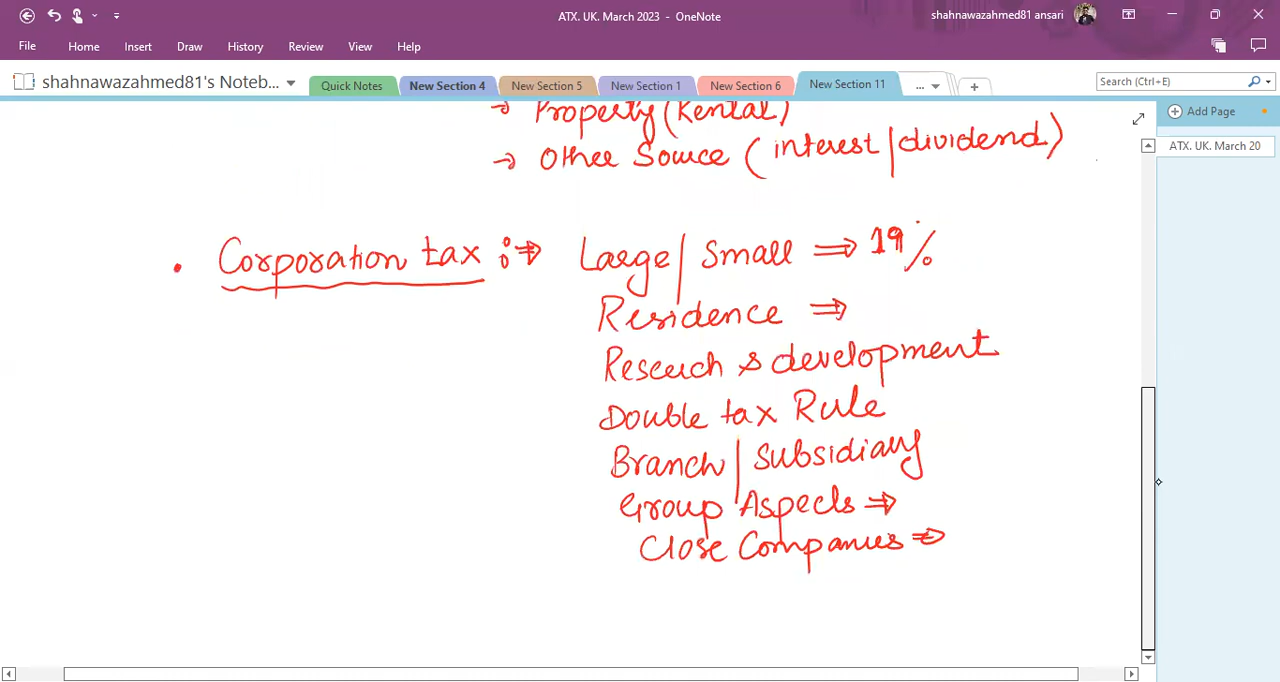 ATX. UK. March 2023 - OneNote
shahnawazahmed81 ansari
File Home Insert Draw History Review View Help
shahnawazahmed81's Noteb... Quick Notes New Section 4 New Section 5 New Section 1 New Section 6 New Section 11 ... Search (Ctrl+E)
Add Page
ATX. UK. March 20
→ Property (Rental)
→ Other Source (interest/dividend)
• Corporation tax :⇒ Large/Small ⇒ 19%
Residence ⇒
Reseuch & development
Double tax Rule
Branch/Subsidiary
Group Aspects ⇒
Close Companies ⇒